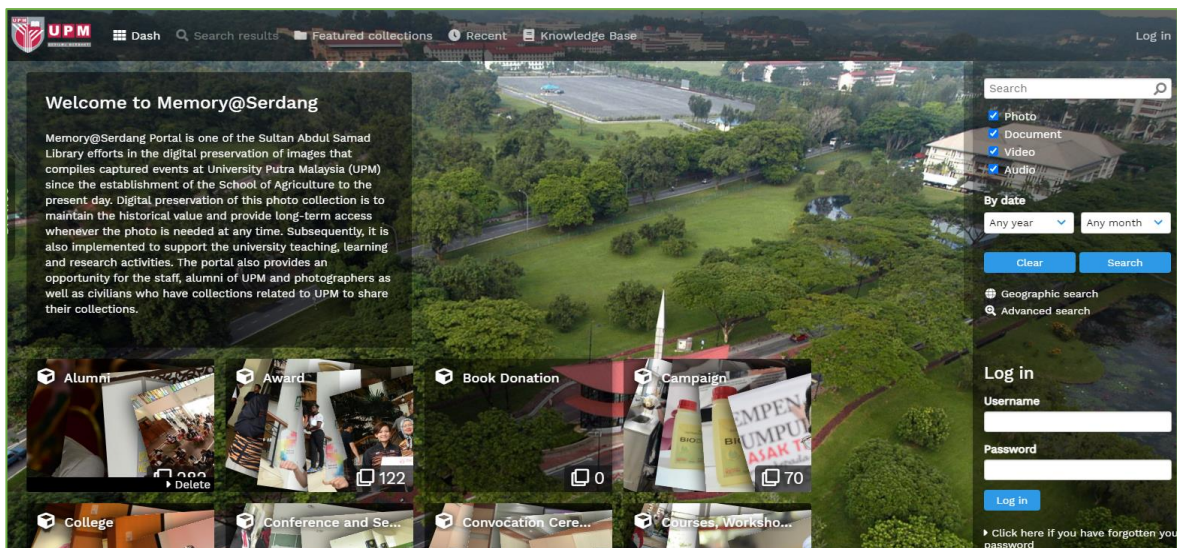 UPM
Dash
Search results
Featured collections
Recent
Knowledge Base
Log in
Welcome to Memory@Serdang
Memory@Serdang Portal is one of the Sultan Abdul Samad
Library efforts in the digital preservation of images that
compiles captured events at University Putra Malaysia (UPM)
since the establishment of the School of Agriculture to the
present day. Digital preservation of this photo collection is to
maintain the historical value and provide long-term access
whenever the photo is needed at any time. Subsequently, it is
also implemented to support the university teaching, learning
and research activities. The portal also provides an
opportunity for the staff, alumni of UPM and photographers as
well as civilians who have collections related to UPM to share
their collections.
Search
Photo
Document
Video
Audio
By date
Any year
Any month
Clear
Search
Geographic search
Advanced search
Log in
Username
Password
Log in
Click here if you have forgotten you
password
Alumni
Delete
Award
122
Book Donation
0
Campaign
70
College
Conference and Se...
Convocation Cere...
Courses, Worksho...